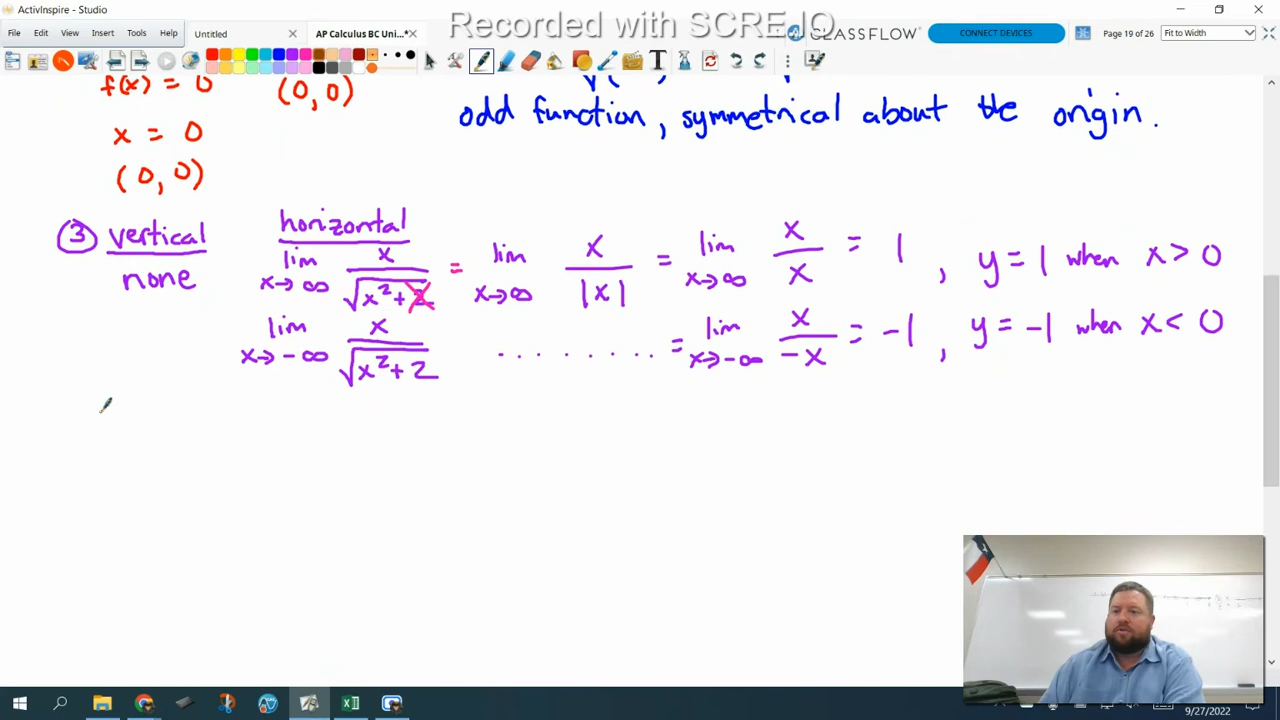 ActivInspire - Studio
Recorded with SCRE.IO
File Edit View Insert Tools Help
Untitled
AP Calculus BC Uni...*
CLASSFLOW
CONNECT DEVICES
Page 19 of 26
Fit to Width
f(x) = 0 (0,0)
odd function, symmetrical about the origin.
x = 0
(0,0)
③ vertical horizontal
none
lim x→∞ x/√(x²+2) = lim x→∞ x/|x| = lim x→∞ x/x = 1 , y=1 when x > 0
lim x→-∞ x/√(x²+2) ........ = lim x→-∞ x/-x = -1 , y = -1 when x < 0
9/27/2022